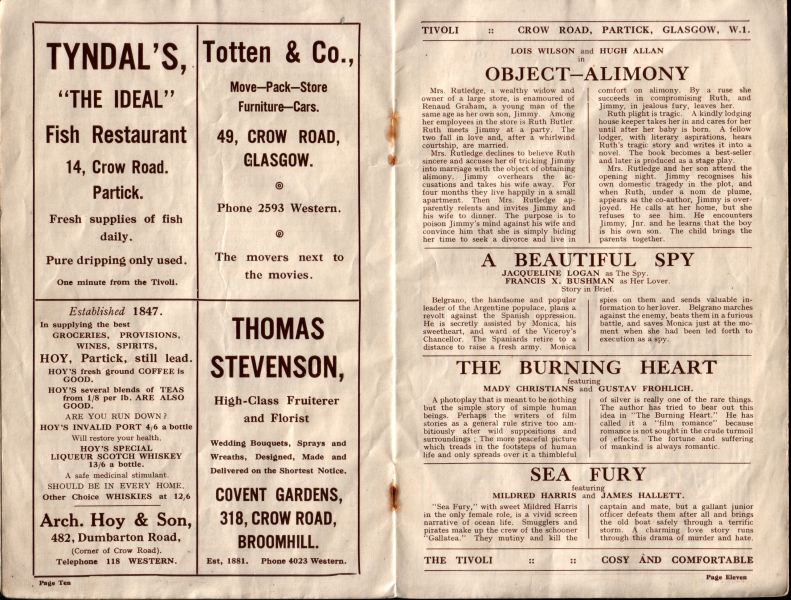 TYNDAL'S,
"THE IDEAL"
Fish Restaurant
14, Crow Road.
Partick.
Fresh supplies of fish
daily.
Pure dripping only used.
One minute from the Tivoli.
Totten & Co.,
Move—Pack—Store
Furniture—Cars.
49, CROW ROAD,
GLASGOW.
Phone 2593 Western.
The movers next to
the movies.
Established 1847.
In supplying the best
GROCERIES, PROVISIONS,
WINES, SPIRITS,
HOY, Partick, still lead.
HOY'S fresh ground COFFEE is
GOOD.
HOY'S several blends of TEAS
from 1/8 per lb. ARE ALSO
GOOD.
ARE YOU RUN DOWN?
HOY'S INVALID PORT 4/6 a bottle
Will restore your health.
HOY'S SPECIAL
LIQUEUR SCOTCH WHISKEY
13/6 a bottle.
A safe medicinal stimulant.
SHOULD BE IN EVERY HOME.
Other Choice WHISKIES at 12,6
Arch. Hoy & Son,
482, Dumbarton Road,
(Corner of Crow Road).
Telephone 118 WESTERN.
THOMAS
STEVENSON,
High-Class Fruiterer
and Florist
Wedding Bouquets, Sprays and
Wreaths, Designed, Made and
Delivered on the Shortest Notice.
COVENT GARDENS,
318, CROW ROAD,
BROOMHILL.
Est, 1881. Phone 4023 Western.
Page Ten
TIVOLI :: CROW ROAD, PARTICK, GLASGOW, W.1.
LOIS WILSON and HUGH ALLAN
in
OBJECT—ALIMONY
Mrs. Rutledge, a wealthy widow and
owner of a large store, is enamoured of
Renaud Graham, a young man of the
same age as her own son, Jimmy. Among
her employees in the store is Ruth Butler.
Ruth meets Jimmy at a party. The
two fall in love and, after a whirlwind
courtship, are married.
Mrs. Rutledge declines to believe Ruth
sincere and accuses her of tricking Jimmy
into marriage with the object of obtaining
alimony. Jimmy overhears the ac-
cusations and takes his wife away. For
four months they live happily in a small
apartment. Then Mrs. Rutledge ap-
parently relents and invites Jimmy and
his wife to dinner. The purpose is to
poison Jimmy's mind against his wife and
convince him that she is simply biding
her time to seek a divorce and live in
comfort on alimony. By a ruse she
succeeds in compromising Ruth, and
Jimmy, in jealous fury, leaves her.
Ruth plight is tragic. A kindly lodging
house keeper takes her in and cares for her
until after her baby is born. A fellow
lodger, with literary aspirations, hears
Ruth's tragic story and writes it into a
novel. The book becomes a best-seller
and later is produced as a stage play.
Mrs. Rutledge and her son attend the
opening night. Jimmy recognises his
own domestic tragedy in the plot, and
when Ruth, under a nom de plume,
appears as the co-author, Jimmy is over-
joyed. He calls at her home, but she
refuses to see him. He encounters
Jimmy, Jnr. and he learns that the boy
is his own son. The child brings the
parents together.
A BEAUTIFUL SPY
JACQUELINE LOGAN as The Spy.
FRANCIS X. BUSHMAN as Her Lover.
Story in Brief.
Belgrano, the handsome and popular
leader of the Argentine populace, plans a
revolt against the Spanish oppression.
He is secretly assisted by Monica, his
sweetheart, and ward of the Viceroy's
Chancellor. The Spaniards retire to a
distance to raise a fresh army. Monica
spies on them and sends valuable in-
formation to her lover. Belgrano marches
against the enemy, beats them in a furious
battle, and saves Monica just at the mo-
ment when she had been led forth to
execution as a spy.
THE BURNING HEART
featuring
MADY CHRISTIANS and GUSTAV FROHLICH.
A photoplay that is meant to be nothing
but the simple story of simple human
beings. Perhaps the writers of film
stories as a general rule strive too am-
bitiously after wild suppositions and
surroundings; The more peaceful picture
which treads in the footsteps of human
life and only spreads over it a thimbleful
of silver is really one of the rare things.
The author has tried to bear out this
idea in "The Burning Heart." He has
called it a "film romance" because
romance is not sought in the crude turmoil
of effects. The fortune and suffering
of mankind is always romantic.
SEA FURY
featuring
MILDRED HARRIS and JAMES HALLETT.
"Sea Fury," with sweet Mildred Harris
in the only female role, is a vivid screen
narrative of ocean life. Smugglers and
pirates make up the crew of the schooner
"Gallatea." They mutiny and kill the
captain and mate, but a gallant junior
officer defeats them after all and brings
the old boat safely through a terrific
storm. A charming love story runs
through this drama of murder and hate.
THE TIVOLI :: :: COSY AND COMFORTABLE
Page Eleven